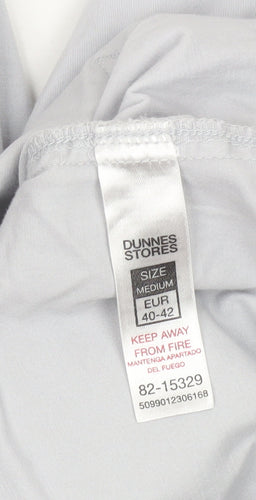 DUNNES
STORES
SIZE
MEDIUM
EUR
40-42
KEEP AWAY
FROM FIRE
MANTENGA APARTADO
DEL FUEGO
82-15329
5099012306168